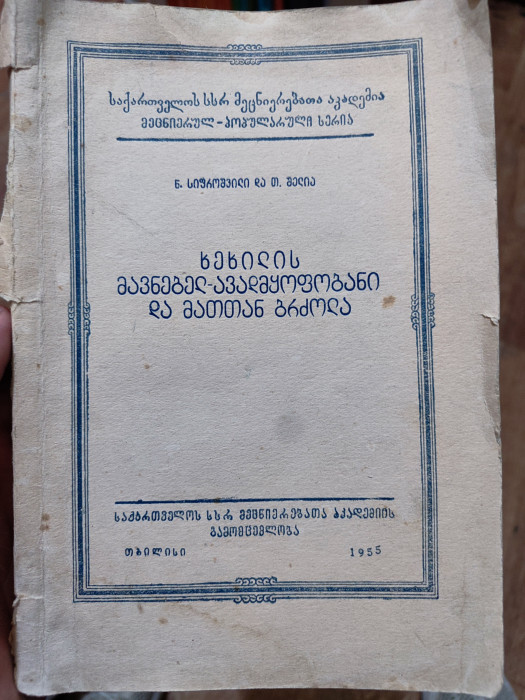 საქართველოს სსრ მეცნიერებათა აკადემია
მეცნიერულ-პოპულარული სერია
ნ. სიფროშვილი და თ. შელია
ხეხილის
მავნებელ-ავადმყოფობანი
და მათთან ბრძოლა
საქართველოს სსრ მეცნიერებათა აკადემიის
გამომცემლობა
თბილისი 1955